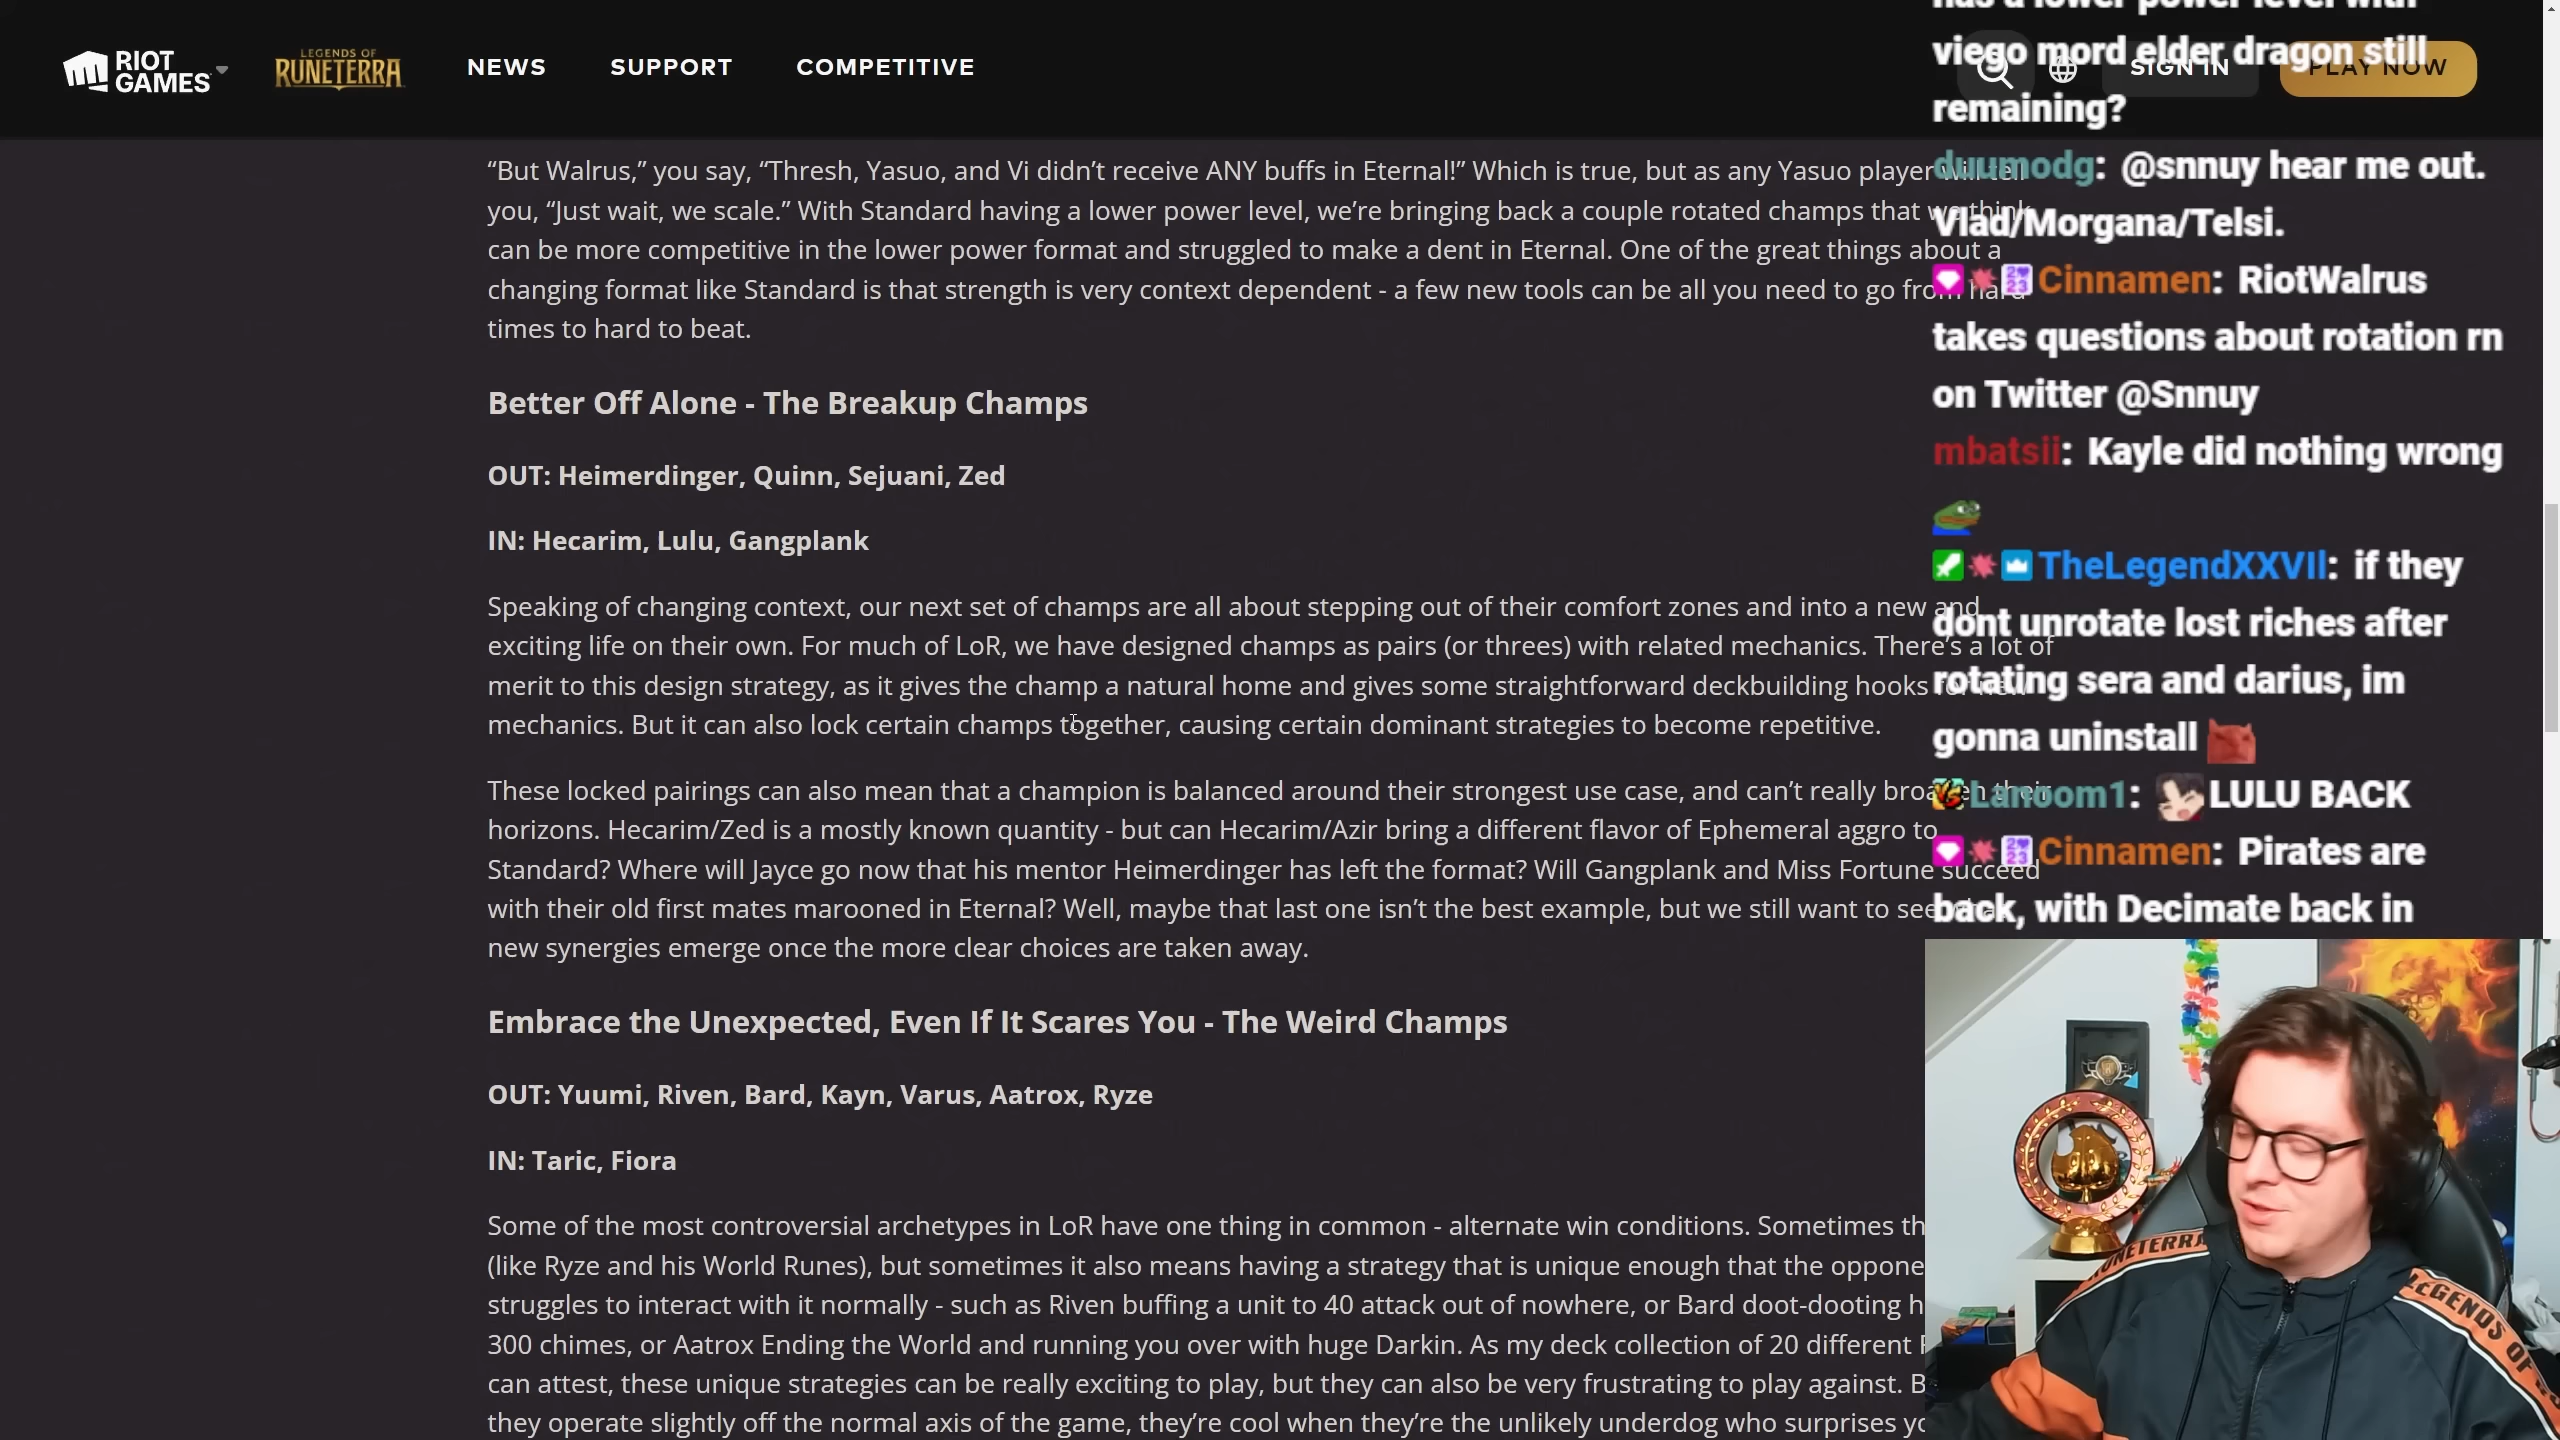 RIOT GAMES
LEGENDS OF RUNETERRA
NEWS
SUPPORT
COMPETITIVE
SIGN IN
PLAY NOW
“But Walrus,” you say, “Thresh, Yasuo, and Vi didn’t receive ANY buffs in Eternal!” Which is true, but as any Yasuo player will tell
you, “Just wait, we scale.” With Standard having a lower power level, we’re bringing back a couple rotated champs that we think
can be more competitive in the lower power format and struggled to make a dent in Eternal. One of the great things about a
changing format like Standard is that strength is very context dependent - a few new tools can be all you need to go from hard
times to hard to beat.
Better Off Alone - The Breakup Champs
OUT: Heimerdinger, Quinn, Sejuani, Zed
IN: Hecarim, Lulu, Gangplank
Speaking of changing context, our next set of champs are all about stepping out of their comfort zones and into a new and
exciting life on their own. For much of LoR, we have designed champs as pairs (or threes) with related mechanics. There’s a lot of
merit to this design strategy, as it gives the champ a natural home and gives some straightforward deckbuilding hooks for new
mechanics. But it can also lock certain champs together, causing certain dominant strategies to become repetitive.
These locked pairings can also mean that a champion is balanced around their strongest use case, and can’t really broaden their
horizons. Hecarim/Zed is a mostly known quantity - but can Hecarim/Azir bring a different flavor of Ephemeral aggro to
Standard? Where will Jayce go now that his mentor Heimerdinger has left the format? Will Gangplank and Miss Fortune succeed
with their old first mates marooned in Eternal? Well, maybe that last one isn’t the best example, but we still want to see
new synergies emerge once the more clear choices are taken away.
Embrace the Unexpected, Even If It Scares You - The Weird Champs
OUT: Yuumi, Riven, Bard, Kayn, Varus, Aatrox, Ryze
IN: Taric, Fiora
Some of the most controversial archetypes in LoR have one thing in common - alternate win conditions. Sometimes
(like Ryze and his World Runes), but sometimes it also means having a strategy that is unique enough that the
struggles to interact with it normally - such as Riven buffing a unit to 40 attack out of nowhere, or Bard doot-dooting
300 chimes, or Aatrox Ending the World and running you over with huge Darkin. As my deck collection of 20 different
can attest, these unique strategies can be really exciting to play, but they can also be very frustrating to play against.
they operate slightly off the normal axis of the game, they’re cool when they’re the unlikely underdog who surprises
has a lower power level with
viego mord elder dragon still
remaining?
duumodg: @snnuy hear me out.
Vlad/Morgana/Telsi.
Cinnamen: RiotWalrus
takes questions about rotation rn
on Twitter @Snnuy
mbatsii: Kayle did nothing wrong
TheLegendXXVII: if they
dont unrotate lost riches after
rotating sera and darius, im
gonna uninstall
Lanoom1: LULU BACK
Cinnamen: Pirates are
back, with Decimate back in
LEGENDS OF